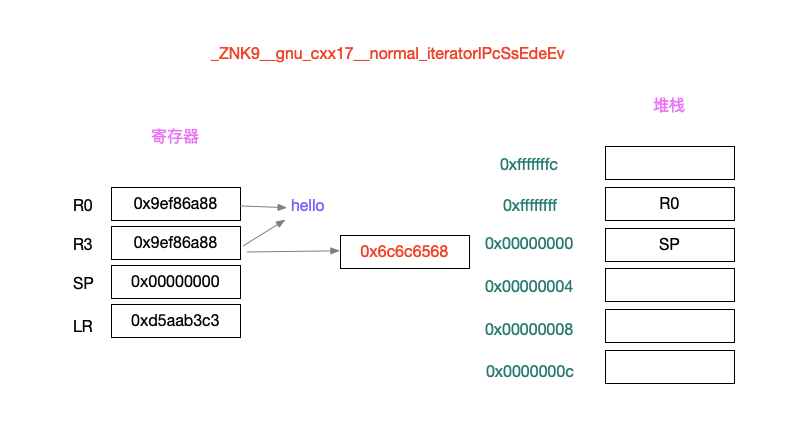 _ZNK9__gnu_cxx17__normal_iteratorIPcSsEdeEv
寄存器
堆栈
R0 0x9ef86a88
R3 0x9ef86a88
SP 0x00000000
LR 0xd5aab3c3
hello
0x6c6c6568
0xfffffffc
0xffffffff R0
0x00000000 SP
0x00000004
0x00000008
0x0000000c